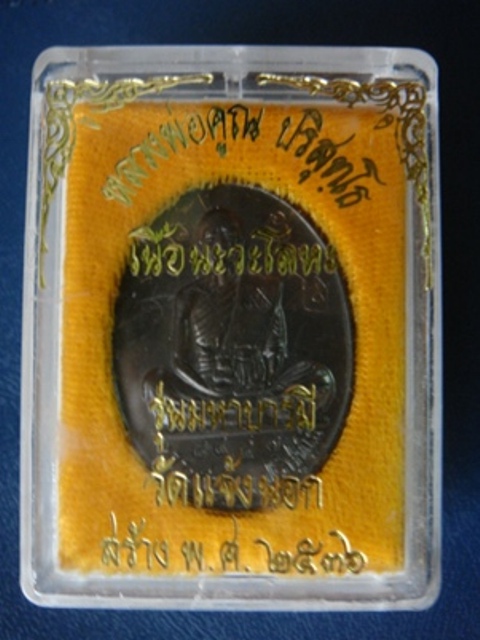 หลวงพ่อคูณ ปริสุทโธ
เนื้อนะวะโลหะ
รุ่นมหาบารมี
วัดแจ้งนอก
สร้าง พ.ศ. ๒๕๓๖